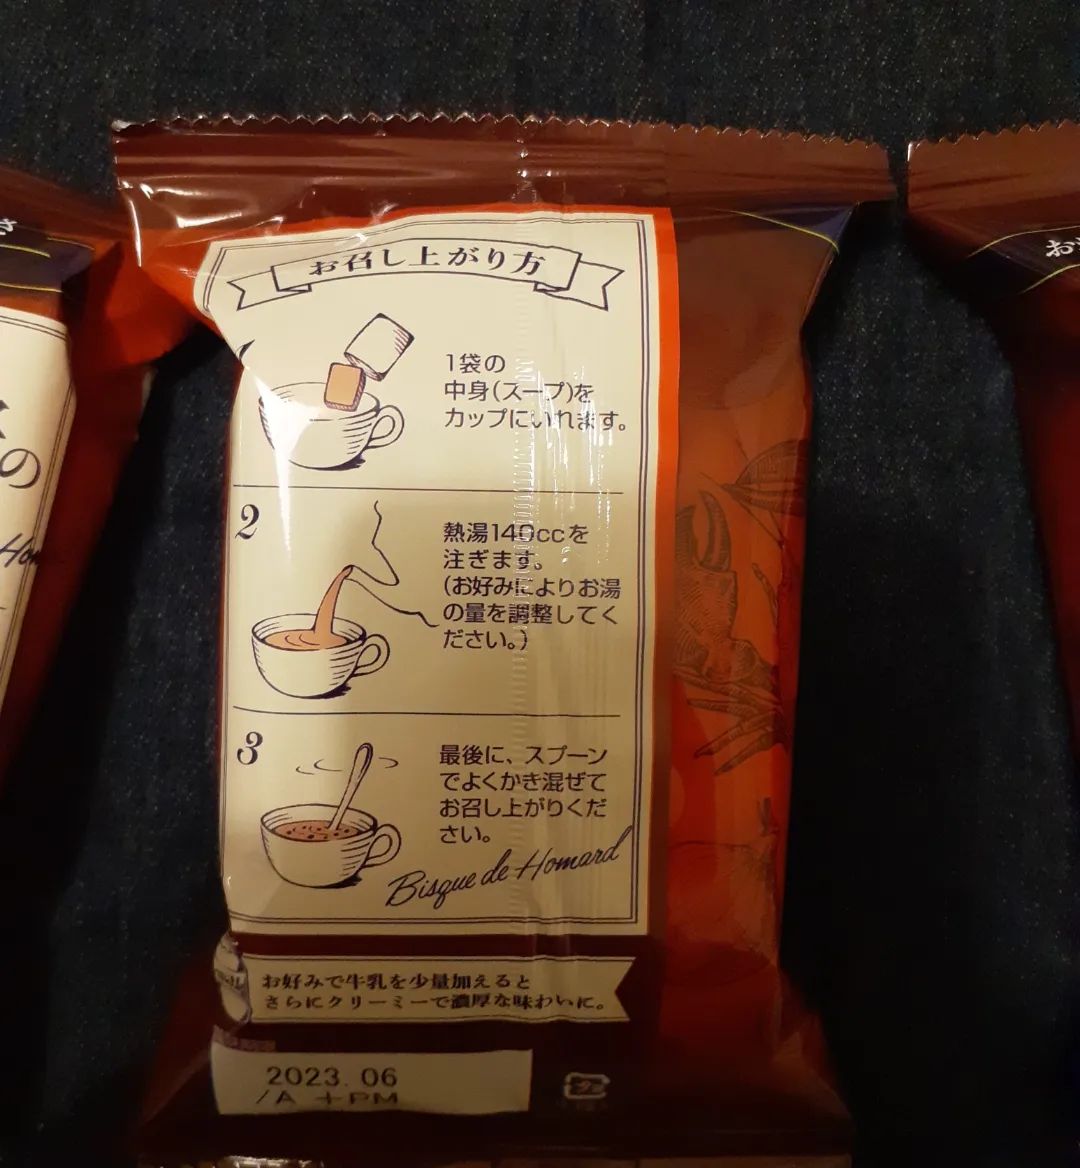 お召し上がり方
1
1袋の
中身(スープ)を
カップにいれます。
2
熱湯140ccを
注ぎます。
(お好みによりお湯
の量を調整してく
ださい。)
3
最後に、スプーン
でよくかき混ぜて
お召し上がりくだ
さい。
Bisque de Homard
お好みで牛乳を少量加えると
さらにクリーミーで濃厚な味わいに。
2023.06
/A +PM
プラ
の